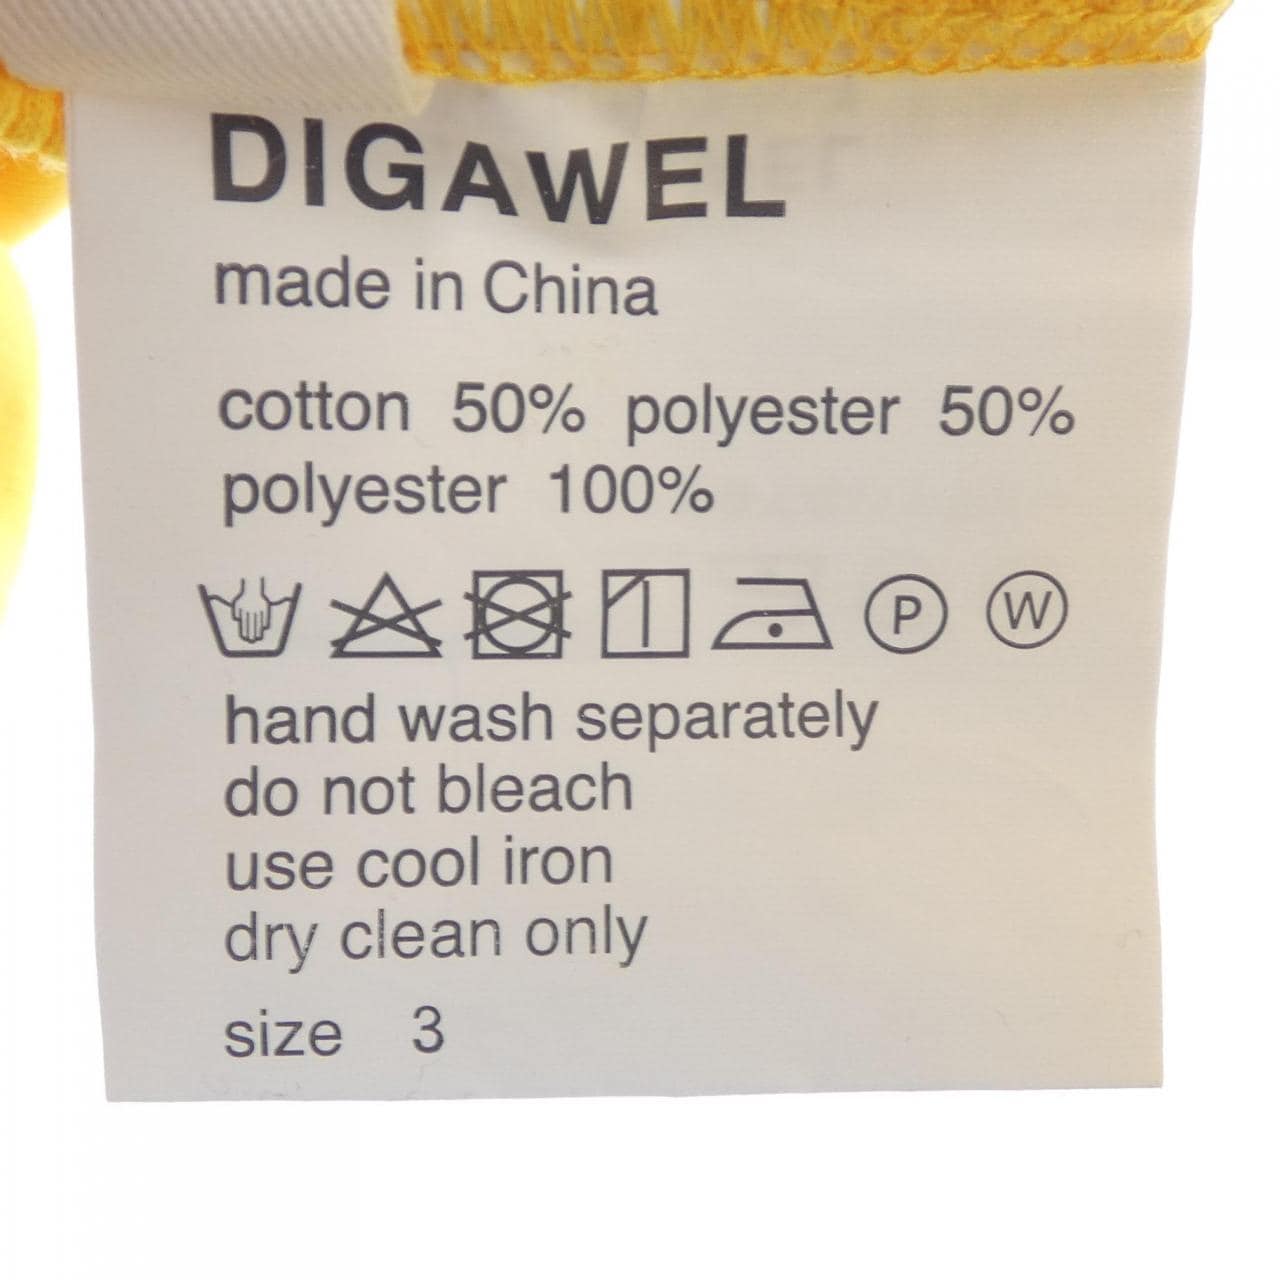 DIGAWEL
made in China
cotton 50% polyester 50%
polyester 100%
P W
hand wash separately
do not bleach
use cool iron
dry clean only
size 3